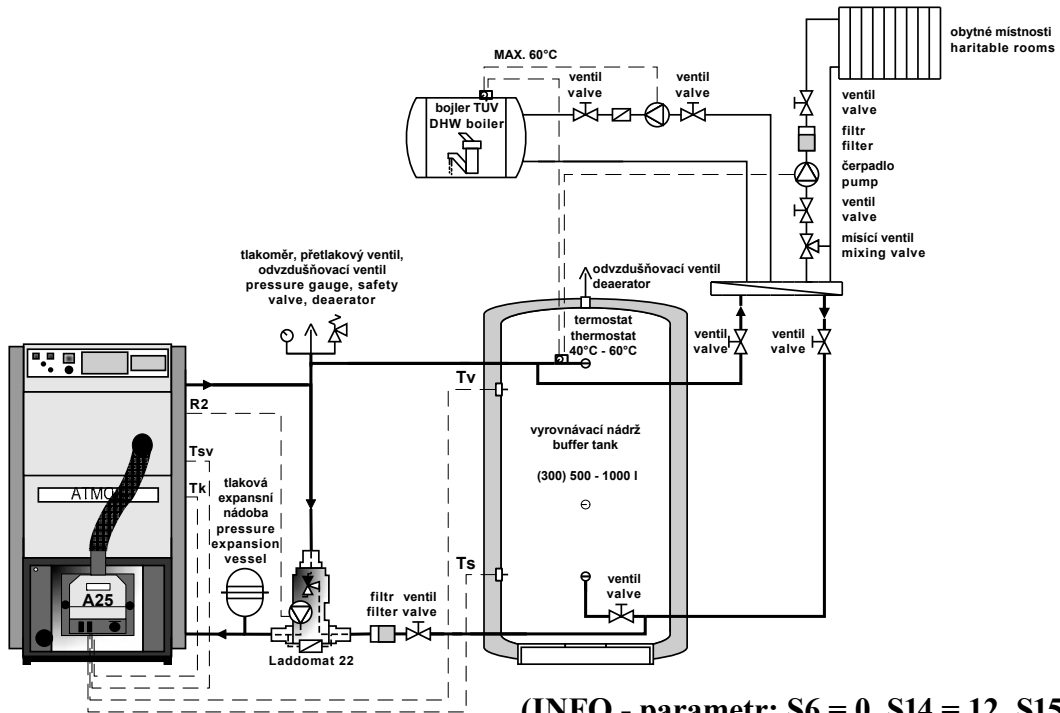 obytné místnosti
haritable rooms
MAX. 60°C
ventil
valve
ventil
valve
bojler TUV
DHW boiler
ventil
valve
filtr
filter
čerpadlo
pump
ventil
valve
mísící ventil
mixing valve
tlakoměr, přetlakový ventil,
odvzdušňovací ventil
pressure gauge, safety
valve, deaerator
odvzdušňovací ventil
deaerator
termostat
thermostat
40°C - 60°C
ventil
valve
ventil
valve
Tv
R2
Tsv
Tk
vyrovnávací nádrž
buffer tank
(300) 500 - 1000 l
tlaková
expansní
nádoba
pressure
expansion
vessel
Ts
A25
filtr ventil
filter valve
ventil
valve
Laddomat 22
(INFO - parametr: S6 = 0, S14 = 12, S15